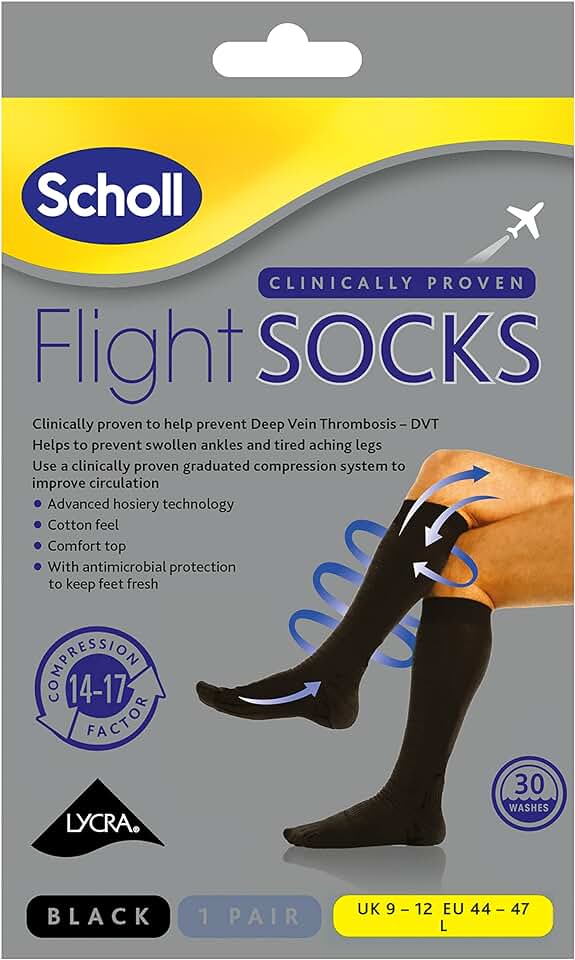 Scholl
CLINICALLY PROVEN
Flight SOCKS
Clinically proven to help prevent Deep Vein Thrombosis – DVT
Helps to prevent swollen ankles and tired aching legs
Use a clinically proven graduated compression system to
improve circulation
• Advanced hosiery technology
• Cotton feel
• Comfort top
• With antimicrobial protection
to keep feet fresh
COMPRESSION
14-17
FACTOR
LYCRA®
30
WASHES
BLACK
1 PAIR
UK 9 – 12 EU 44 – 47
L